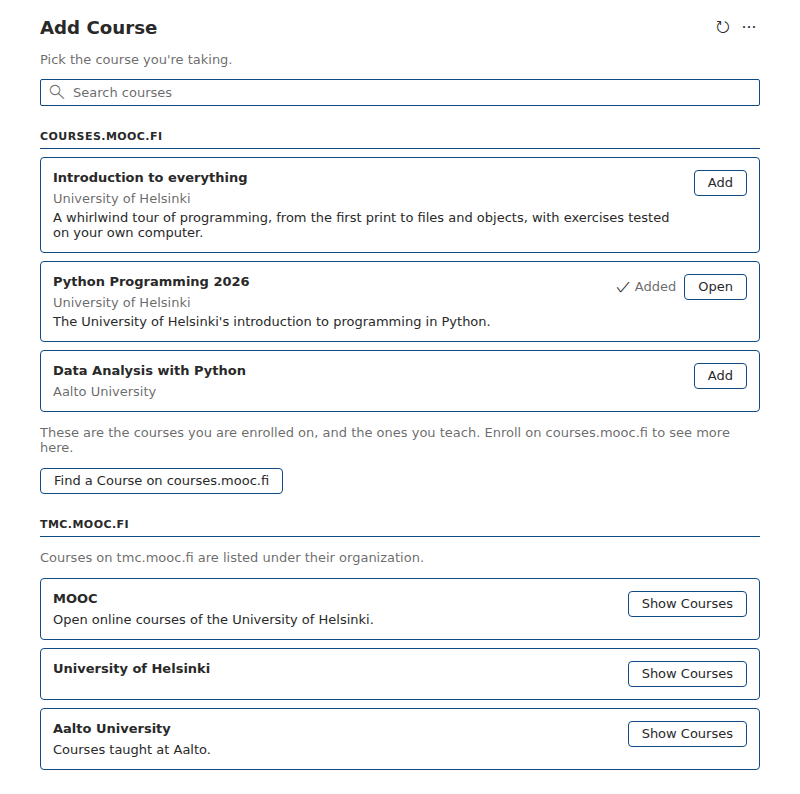 Add Course
Pick the course you're taking.
Search courses
COURSES.MOOC.FI
Introduction to everything
Add
University of Helsinki
A whirlwind tour of programming, from the first print to files and objects, with exercises tested
on your own computer.
Python Programming 2026
Added
Open
University of Helsinki
The University of Helsinki's introduction to programming in Python.
Data Analysis with Python
Add
Aalto University
These are the courses you are enrolled on, and the ones you teach. Enroll on courses.mooc.fi to see more
here.
Find a Course on courses.mooc.fi
TMC.MOOC.FI
Courses on tmc.mooc.fi are listed under their organization.
MOOC
Show Courses
Open online courses of the University of Helsinki.
University of Helsinki
Show Courses
Aalto University
Show Courses
Courses taught at Aalto.